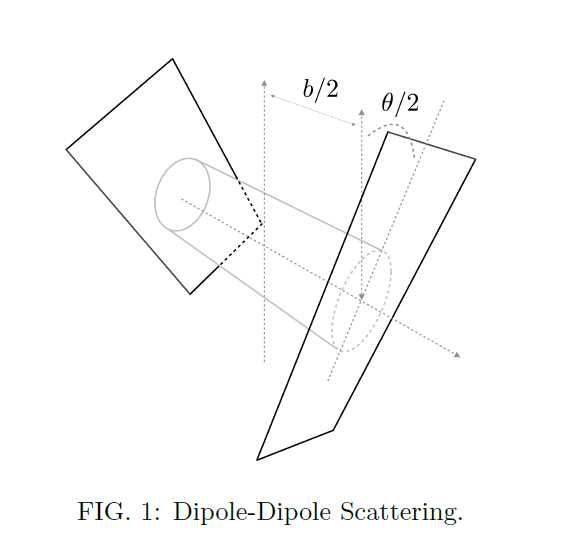 b/2
θ/2
FIG. 1: Dipole-Dipole Scattering.